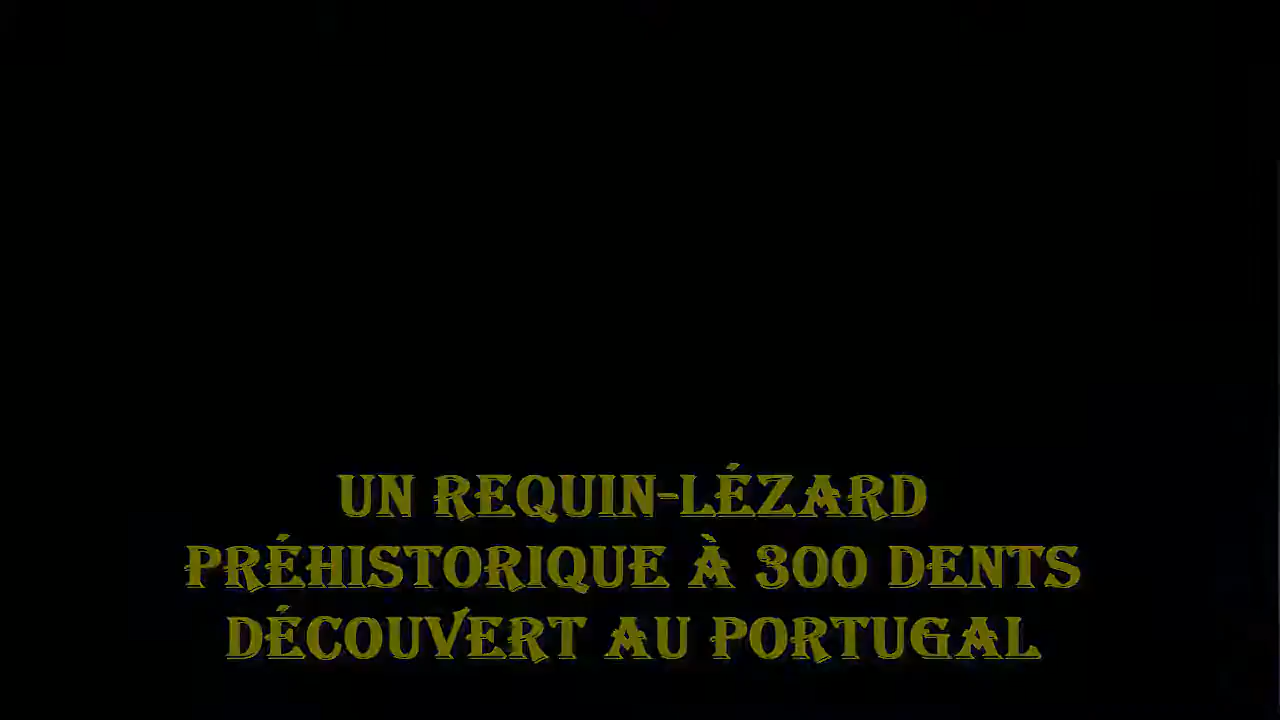 UN REQUIN-LÉZARD
PRÉHISTORIQUE À 300 DENTS
DÉCOUVERT AU PORTUGAL